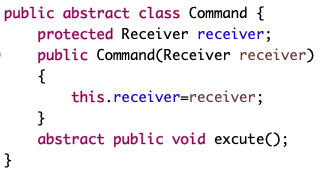 public abstract class Command {
    protected Receiver receiver;
    public Command(Receiver receiver)
    {
        this.receiver=receiver;
    }
    abstract public void excute();
}